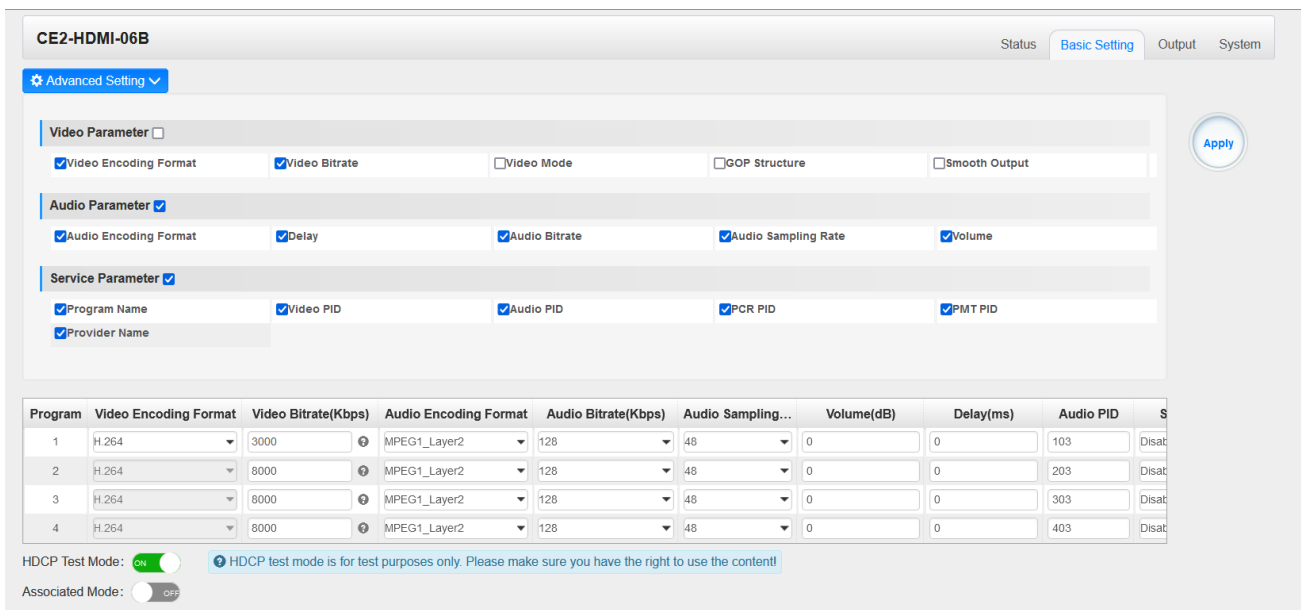 CE2-HDMI-06B
Status Basic Setting Output System
Advanced Setting
Apply
Video Parameter
Video Encoding Format Video Bitrate Video Mode GOP Structure Smooth Output
Audio Parameter
Audio Encoding Format Delay Audio Bitrate Audio Sampling Rate Volume
Service Parameter
Program Name Video PID Audio PID PCR PID PMT PID
Provider Name
Program Video Encoding Format Video Bitrate(Kbps) Audio Encoding Format Audio Bitrate(Kbps) Audio Sampling... Volume(dB) Delay(ms) Audio PID S
1 H.264 3000 MPEG1_Layer2 128 48 0 0 103 Disab
2 H.264 8000 MPEG1_Layer2 128 48 0 0 203 Disab
3 H.264 8000 MPEG1_Layer2 128 48 0 0 303 Disab
4 H.264 8000 MPEG1_Layer2 128 48 0 0 403 Disab
HDCP Test Mode: ON HDCP test mode is for test purposes only. Please make sure you have the right to use the content!
Associated Mode: OFF